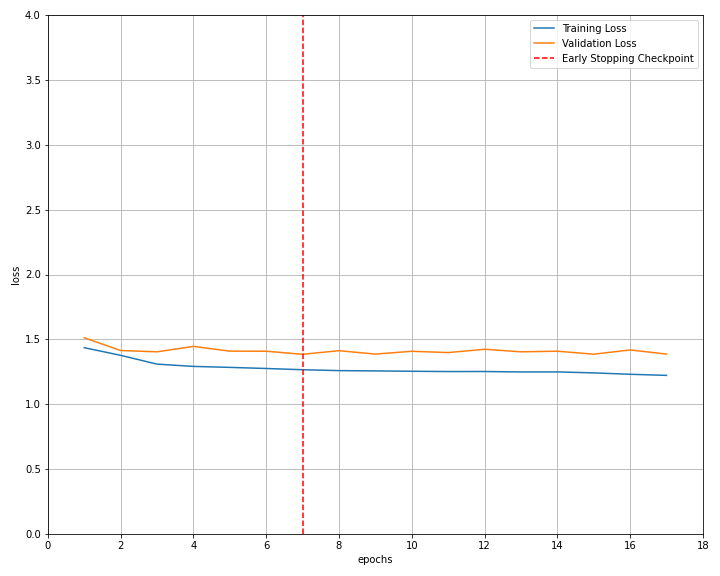 4.0
3.5
3.0
2.5
2.0
1.5
1.0
0.5
0.0
loss
Training Loss
Validation Loss
Early Stopping Checkpoint
0 2 4 6 8 10 12 14 16 18
epochs